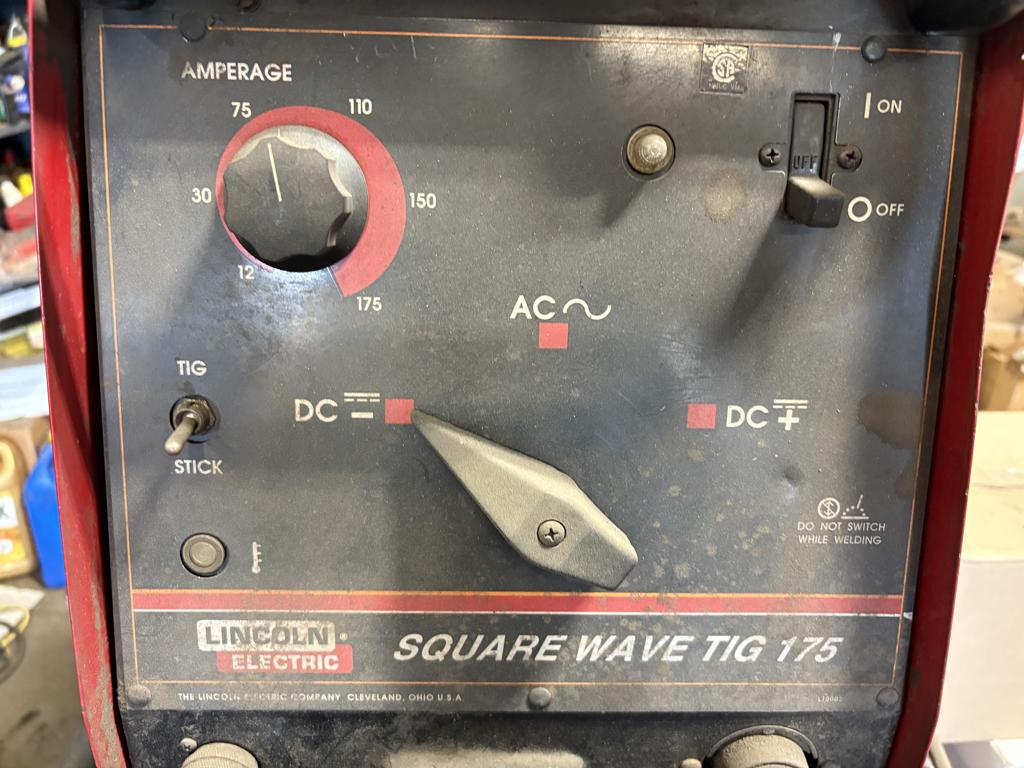 AMPERAGE
75
110
30
150
12
175
ON
OFF
OFF
AC
TIG
DC −
DC +
STICK
DO NOT SWITCH
WHILE WELDING
LINCOLN
ELECTRIC
SQUARE WAVE TIG 175
THE LINCOLN ELECTRIC COMPANY CLEVELAND, OHIO U.S.A.